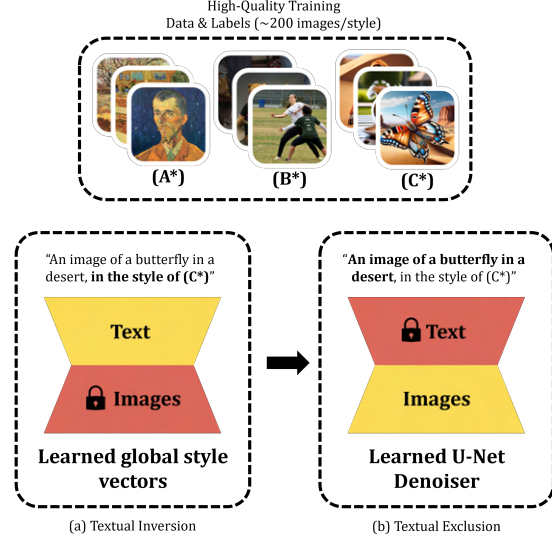 High-Quality Training
Data & Labels (~200 images/style)
(A*)
(B*)
(C*)
“An image of a butterfly in a
desert, in the style of (C*)”
Text
Images
Learned global style
vectors
(a) Textual Inversion
“An image of a butterfly in a
desert, in the style of (C*)”
Text
Images
Learned U-Net
Denoiser
(b) Textual Exclusion